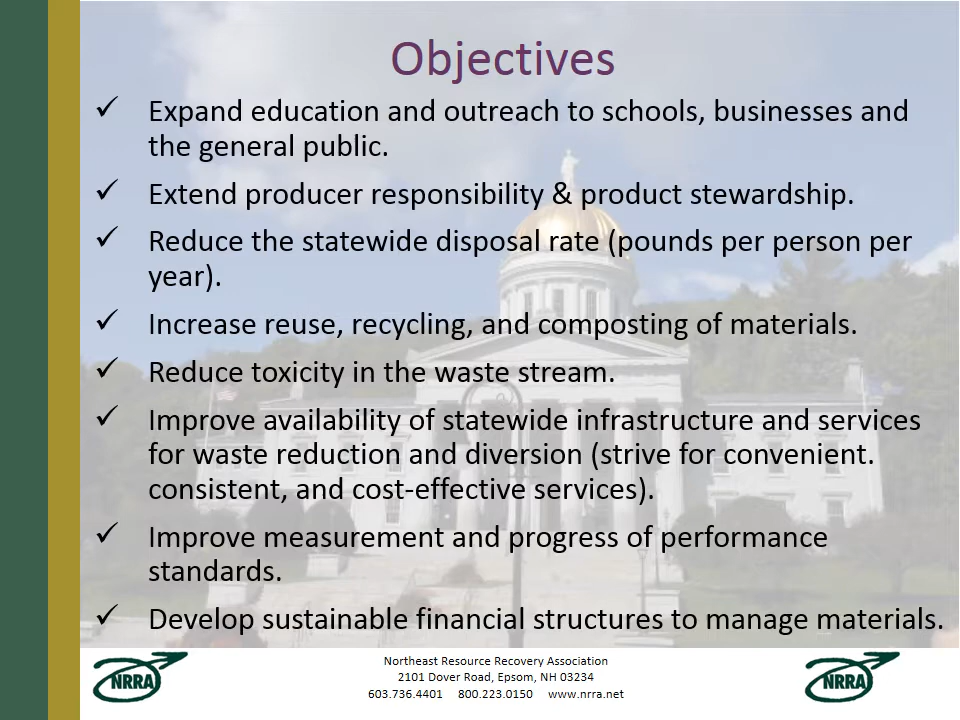 Objectives
✓ Expand education and outreach to schools, businesses and
the general public.
✓ Extend producer responsibility & product stewardship.
✓ Reduce the statewide disposal rate (pounds per person per
year).
✓ Increase reuse, recycling, and composting of materials.
✓ Reduce toxicity in the waste stream.
✓ Improve availability of statewide infrastructure and services
for waste reduction and diversion (strive for convenient.
consistent, and cost-effective services).
✓ Improve measurement and progress of performance
standards.
✓ Develop sustainable financial structures to manage materials.
NRRA
Northeast Resource Recovery Association
2101 Dover Road, Epsom, NH 03234
603.736.4401 800.223.0150 www.nrra.net
NRRA